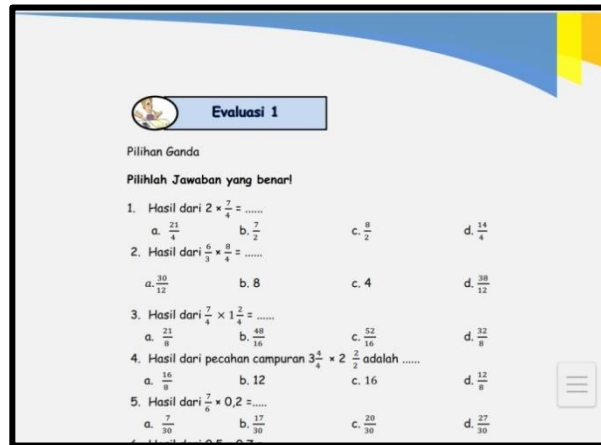 Evaluasi 1
Pilihan Ganda
Pilihlah Jawaban yang benar!
1. Hasil dari 2 × 7/4 = ......
a. 21/4 b. 7/2 c. 8/2 d. 14/4
2. Hasil dari 6/3 × 8/4 = ......
a. 30/12 b. 8 c. 4 d. 38/12
3. Hasil dari 7/4 × 1 2/4 = ......
a. 21/8 b. 48/16 c. 52/16 d. 32/8
4. Hasil dari pecahan campuran 3 4/4 × 2 2/2 adalah ......
a. 16/8 b. 12 c. 16 d. 12/8
5. Hasil dari 7/6 × 0,2 =.....
a. 7/30 b. 17/30 c. 20/30 d. 27/30